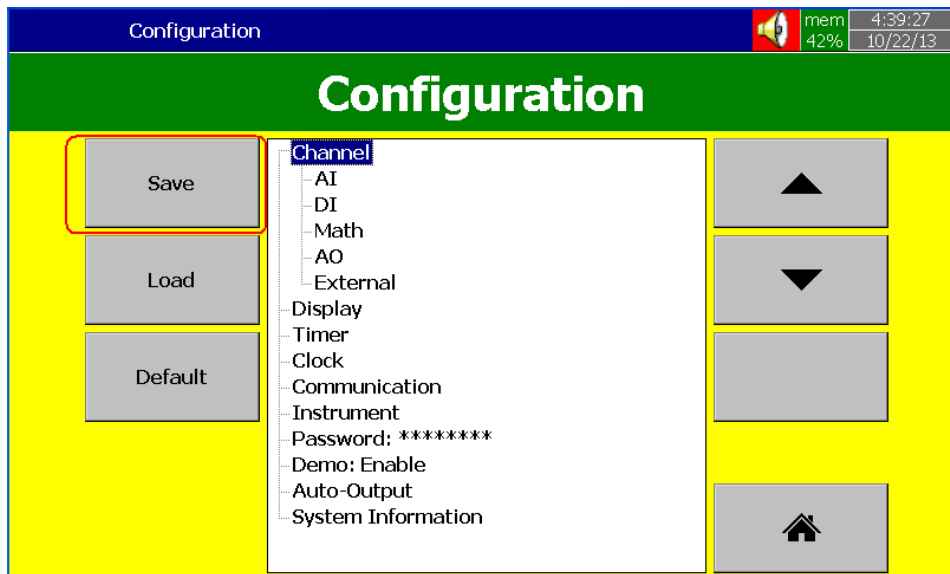 Configuration
mem 4:39:27
42% 10/22/13
Configuration
Save
Load
Default
Channel
AI
DI
Math
AO
External
Display
Timer
Clock
Communication
Instrument
Password: ********
Demo: Enable
Auto-Output
System Information